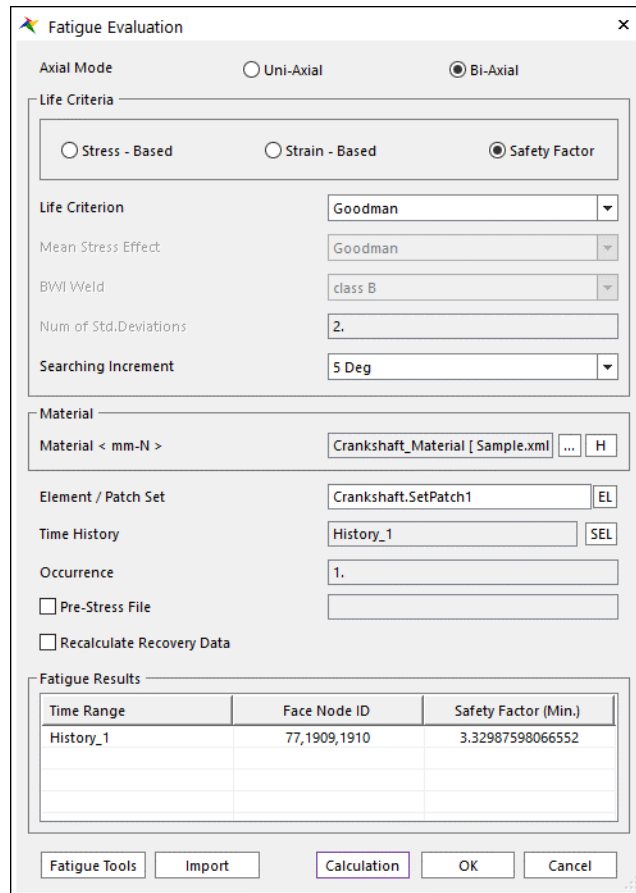 Fatigue Evaluation
Axial Mode Uni-Axial Bi-Axial
Life Criteria
Stress - Based Strain - Based Safety Factor
Life Criterion Goodman
Mean Stress Effect Goodman
BWI Weld class B
Num of Std.Deviations 2.
Searching Increment 5 Deg
Material
Material < mm-N > Crankshaft_Material [ Sample.xml ... H
Element / Patch Set Crankshaft.SetPatch1 EL
Time History History_1 SEL
Occurrence 1.
Pre-Stress File
Recalculate Recovery Data
Fatigue Results
Time Range Face Node ID Safety Factor (Min.)
History_1 77,1909,1910 3.32987598066552
Fatigue Tools Import Calculation OK Cancel